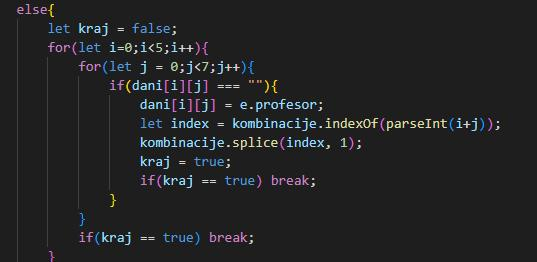 else{
let kraj = false;
for(let i=0;i<5;i++){
for(let j = 0;j<7;j++){
if(dani[i][j] === ""){
dani[i][j] = e.profesor;
let index = kombinacije.indexOf(parseInt(i+j));
kombinacije.splice(index, 1);
kraj = true;
if(kraj == true) break;
}
}
if(kraj == true) break;
}